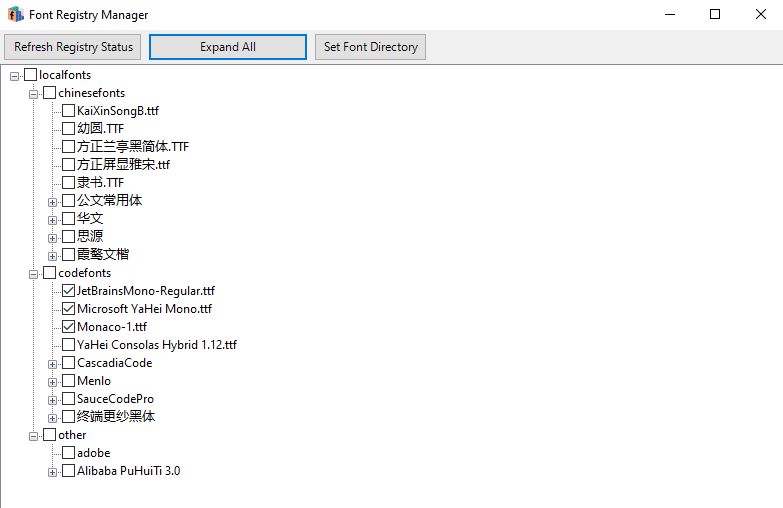 Font Registry Manager
Refresh Registry Status Expand All Set Font Directory
localfonts
chinesefonts
KaiXinSongB.ttf
幼圆.TTF
方正兰亭黑简体.TTF
方正屏显雅宋.ttf
隶书.TTF
公文常用体
华文
思源
霞鹜文楷
codefonts
JetBrainsMono-Regular.ttf
Microsoft YaHei Mono.ttf
Monaco-1.ttf
YaHei Consolas Hybrid 1.12.ttf
CascadiaCode
Menlo
SauceCodePro
终端更纱黑体
other
adobe
Alibaba PuHuiTi 3.0